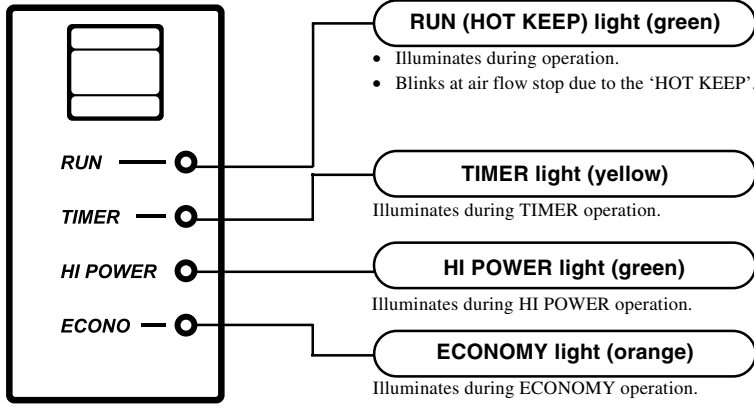 RUN (HOT KEEP) light (green)
• Illuminates during operation.
• Blinks at air flow stop due to the ‘HOT KEEP’.
RUN
TIMER light (yellow)
Illuminates during TIMER operation.
TIMER
HI POWER light (green)
HI POWER
Illuminates during HI POWER operation.
ECONO
ECONOMY light (orange)
Illuminates during ECONOMY operation.